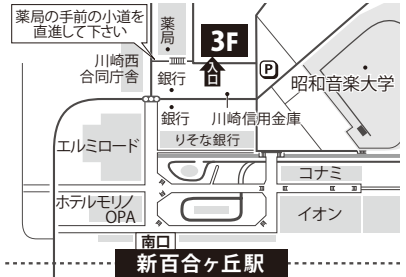 薬局の手前の小道を
直進して下さい
薬局
3F
P
川崎西
合同庁舎
銀行
昭和音楽大学
銀行
川崎信用金庫
エルミロード
りそな銀行
コナミ
ホテルモリノ
OPA
イオン
南口
新百合ヶ丘駅